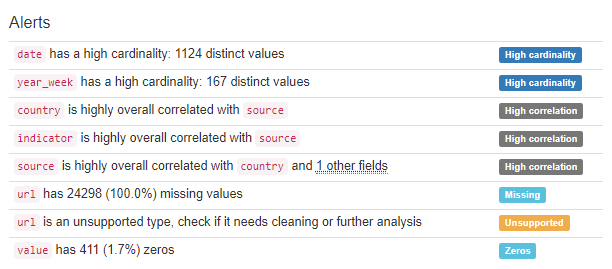 Alerts
date has a high cardinality: 1124 distinct values High cardinality
year_week has a high cardinality: 167 distinct values High cardinality
country is highly overall correlated with source High correlation
indicator is highly overall correlated with source High correlation
source is highly overall correlated with country and 1 other fields High correlation
url has 24298 (100.0%) missing values Missing
url is an unsupported type, check if it needs cleaning or further analysis Unsupported
value has 411 (1.7%) zeros Zeros